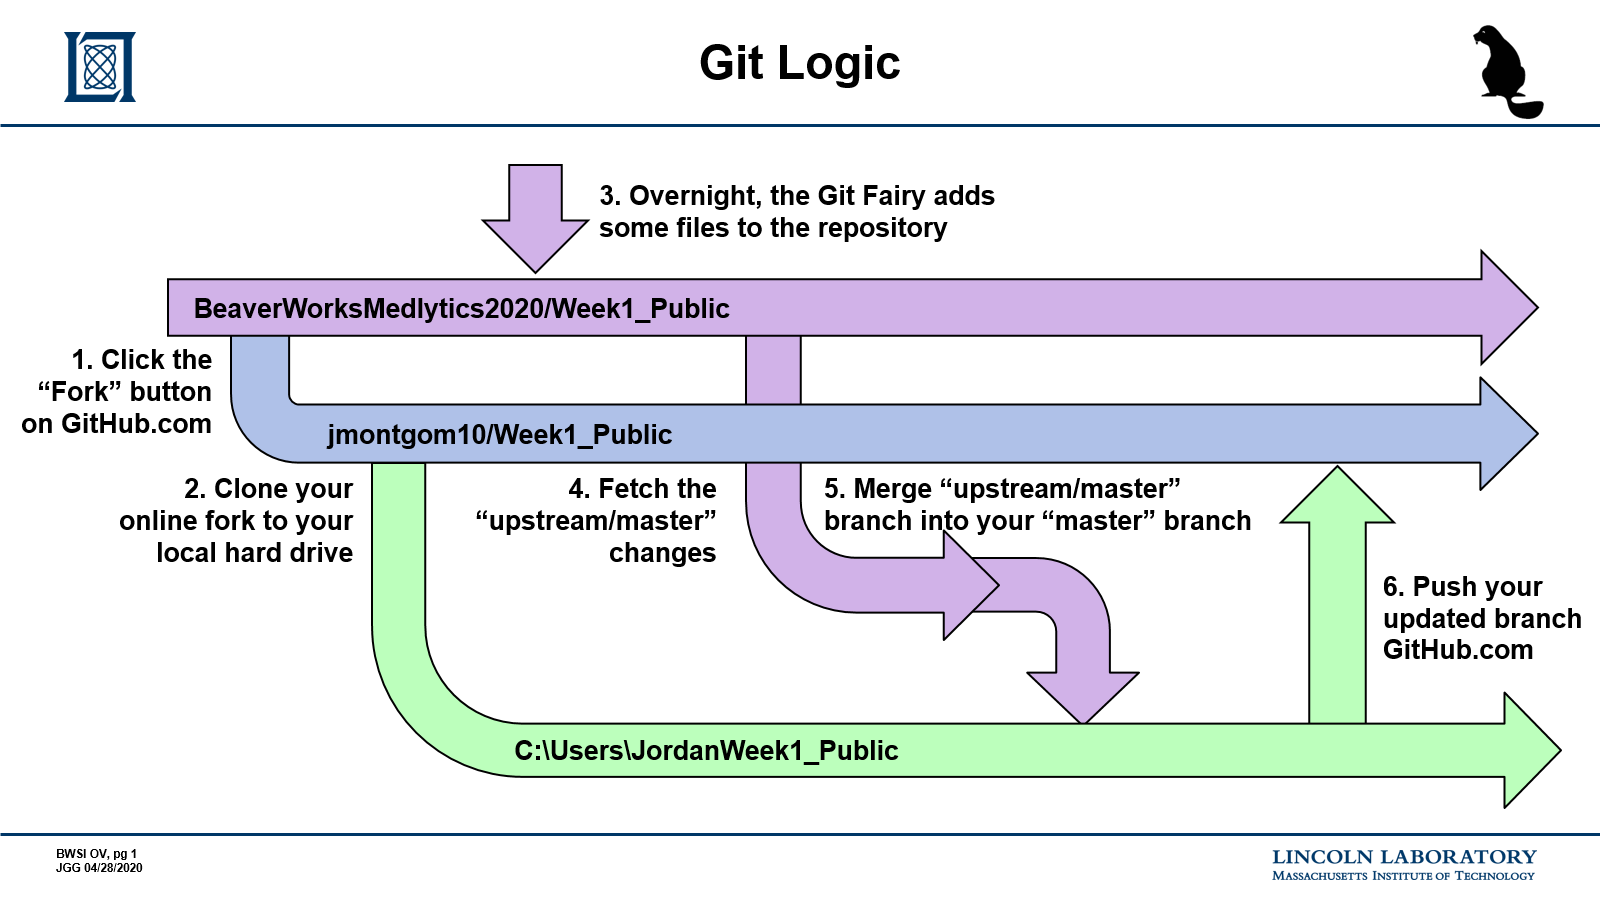 Git Logic
3. Overnight, the Git Fairy adds
some files to the repository
BeaverWorksMedlytics2020/Week1_Public
1. Click the
“Fork” button
on GitHub.com
jmontgom10/Week1_Public
2. Clone your
online fork to your
local hard drive
4. Fetch the
“upstream/master”
changes
5. Merge “upstream/master”
branch into your “master” branch
6. Push your
updated branch
GitHub.com
C:\Users\JordanWeek1_Public
BWSI OV, pg 1
JGG 04/28/2020
LINCOLN LABORATORY
MASSACHUSETTS INSTITUTE OF TECHNOLOGY